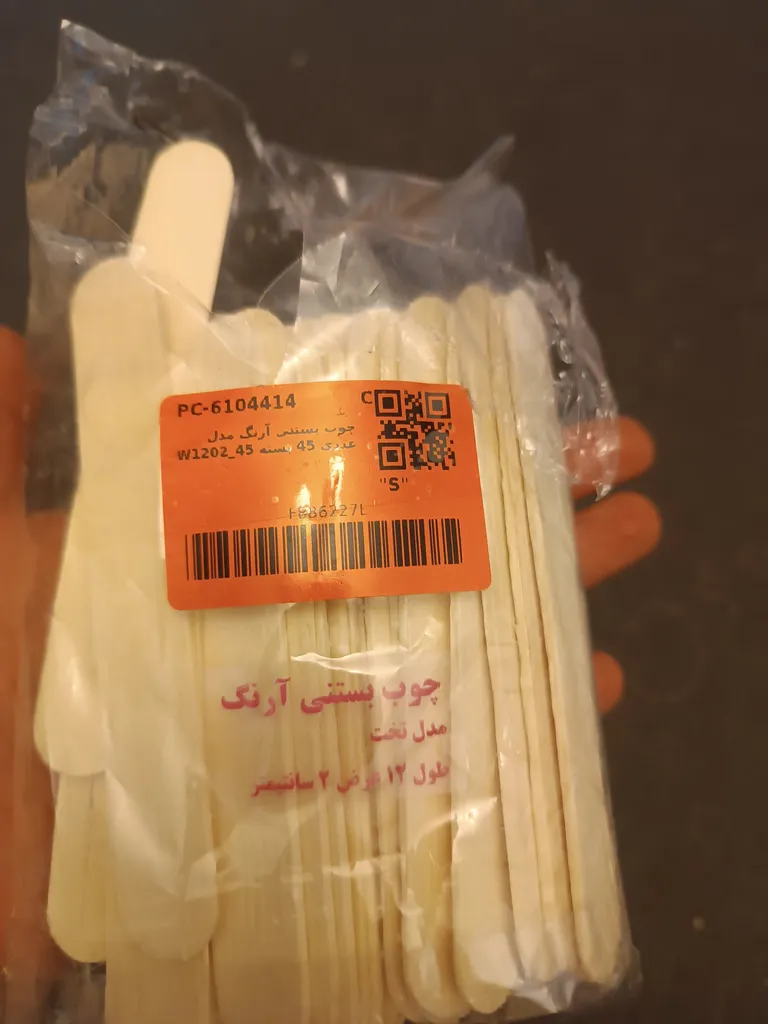 PC-6104414
C
چوب بستنی آرنگ مدل
W1202_45 بسته 45 عددی
"S"
چوب بستنی آرنگ
مدل تخت
طول ۱۲ عرض ۲ سانتیمتر